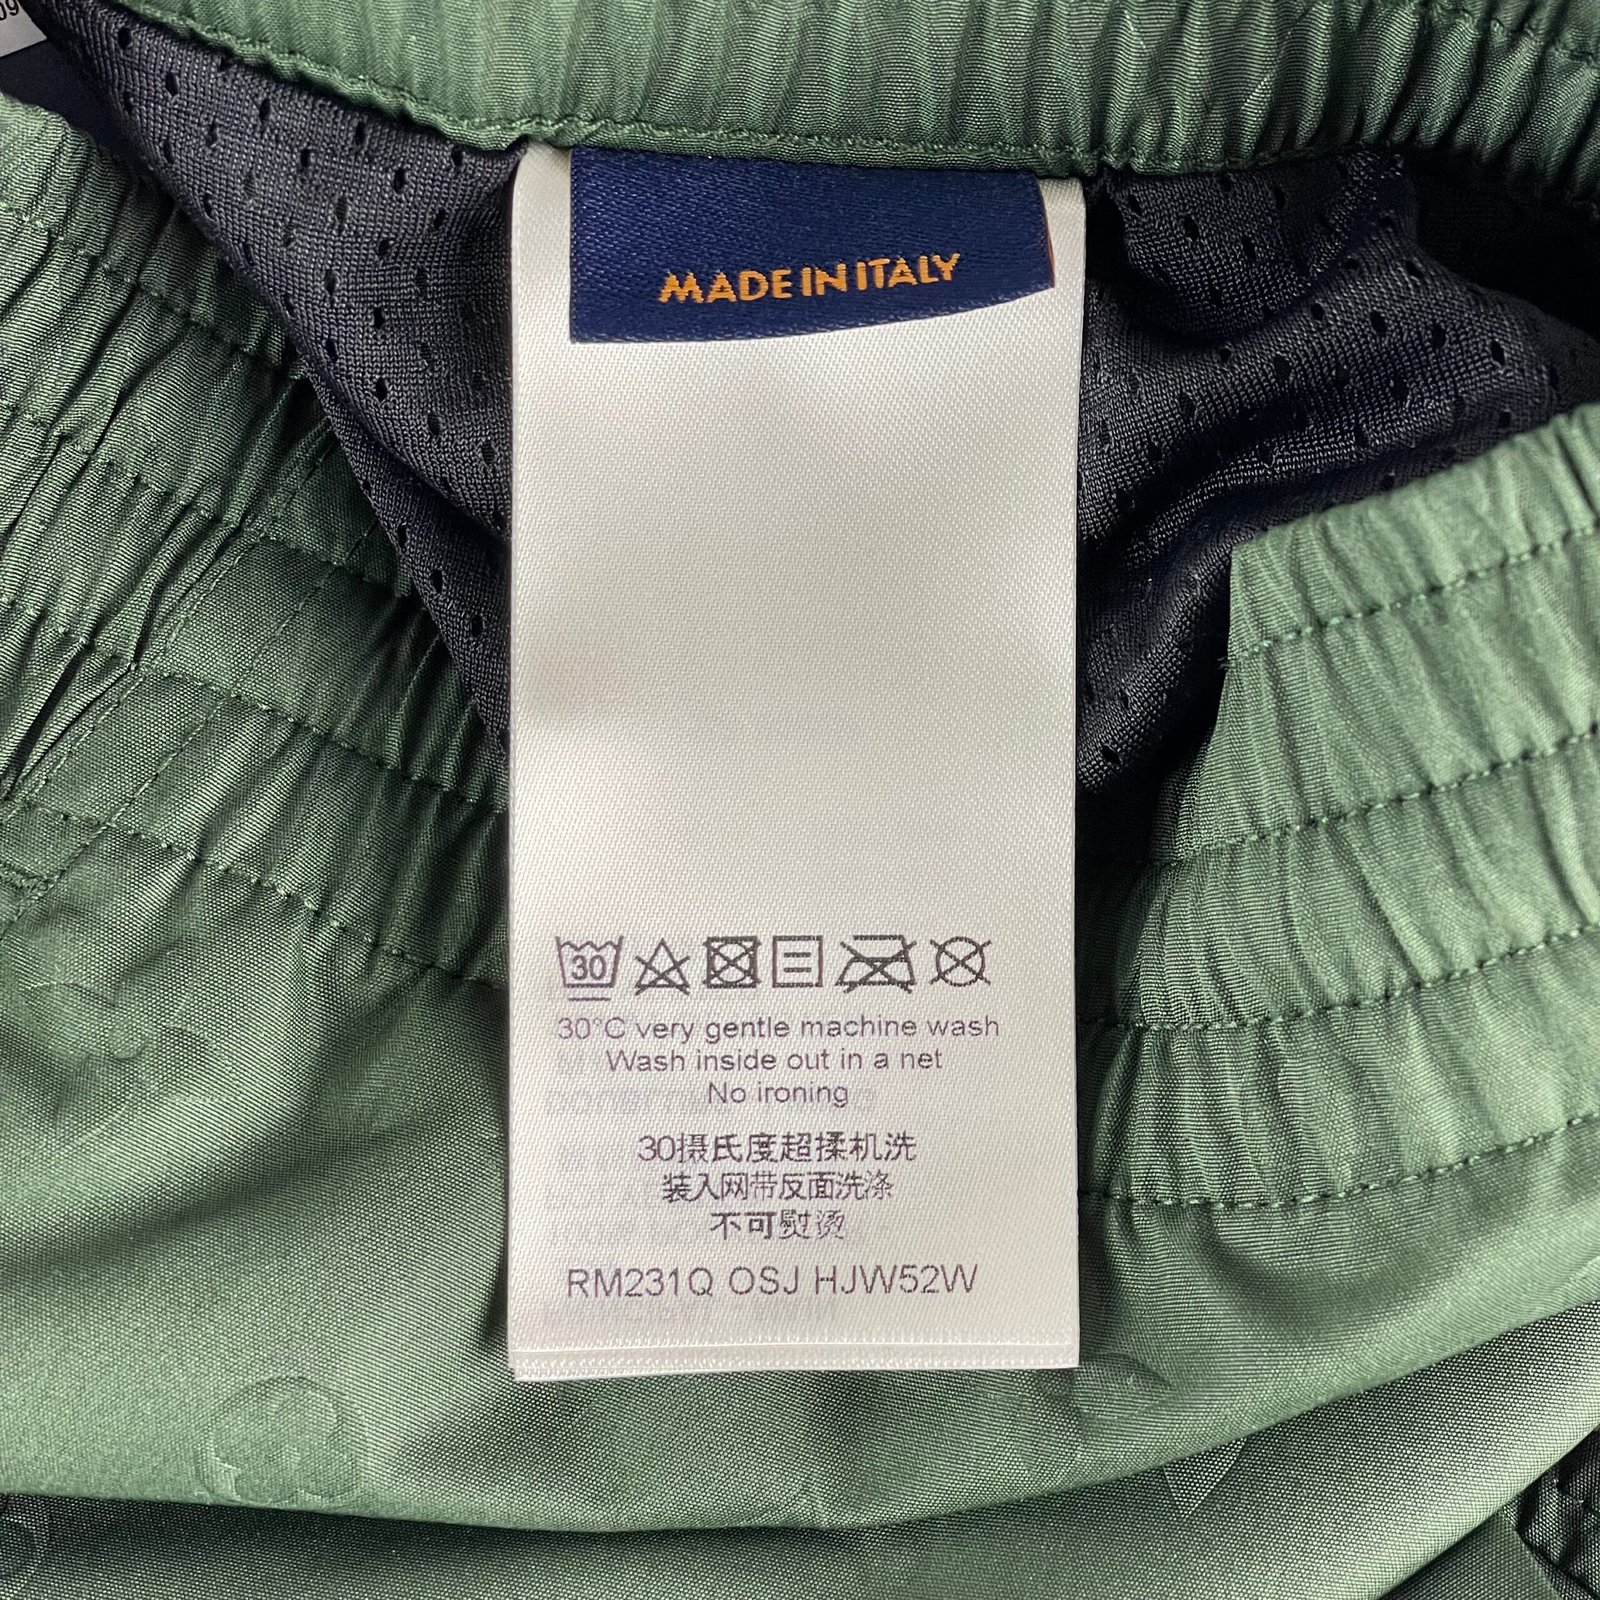 09
MADE IN ITALY
30
30°C very gentle machine wash
Wash inside out in a net
No ironing
30摄氏度超揉机洗
装入网带反面洗涤
不可熨烫
RM231Q OSJ HJW52W